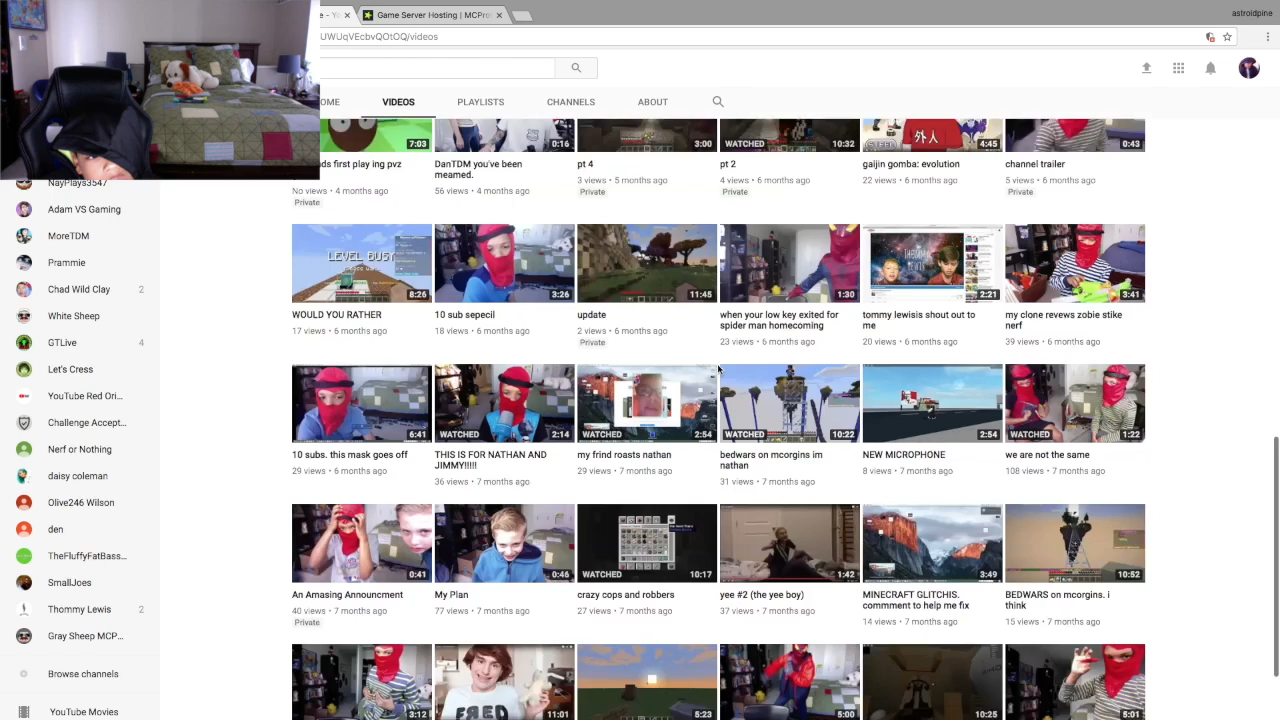 e - Yo
Game Server Hosting | MCPro
astroidpine
UWUqVEcbvQOtOQ/videos
OME
VIDEOS
PLAYLISTS
CHANNELS
ABOUT
7:03
0:16
3:00
WATCHED
10:32
外人
4:45
0:43
ds first play ing pvz
DanTDM you've been
meamed.
pt 4
pt 2
gaijin gomba: evolution
channel trailer
No views • 4 months ago
56 views • 4 months ago
3 views • 5 months ago
4 views • 6 months ago
22 views • 6 months ago
5 views • 6 months ago
Private
Private
Private
Private
NayPlays3547
Adam VS Gaming
MoreTDM
Prammie
Chad Wild Clay 2
White Sheep
GTLive 4
Let's Cress
YouTube Red Ori...
Challenge Accept...
Nerf or Nothing
daisy coleman
Olive246 Wilson
den
TheFluffyFatBass...
SmallJoes
Thommy Lewis 2
Gray Sheep MCP...
Browse channels
YouTube Movies
LEVEL BUSY
8:26
3:26
11:45
1:30
2:21
3:41
WOULD YOU RATHER
10 sub sepecil
update
when your low key exited for
spider man homecoming
tommy lewisis shout out to
me
my clone revews zobie stike
nerf
17 views • 6 months ago
18 views • 6 months ago
2 views • 6 months ago
Private
23 views • 6 months ago
20 views • 6 months ago
39 views • 6 months ago
6:41
WATCHED
2:14
2:54
WATCHED
10:22
2:54
WATCHED
1:22
10 subs. this mask goes off
THIS IS FOR NATHAN AND
JIMMY!!!!!
my frind roasts nathan
bedwars on mcorgins im
nathan
NEW MICROPHONE
we are not the same
29 views • 6 months ago
36 views • 7 months ago
29 views • 7 months ago
31 views • 7 months ago
8 views • 7 months ago
108 views • 7 months ago
0:41
0:46
WATCHED
10:17
1:42
3:49
10:52
An Amasing Announcment
My Plan
crazy cops and robbers
yee #2 (the yee boy)
MINECRAFT GLITCHIS.
commment to help me fix
BEDWARS on mcorgins. i
think
40 views • 7 months ago
Private
77 views • 7 months ago
27 views • 7 months ago
37 views • 7 months ago
14 views • 7 months ago
15 views • 7 months ago
3:12
FRED
11:01
5:23
5:00
10:25
5:01